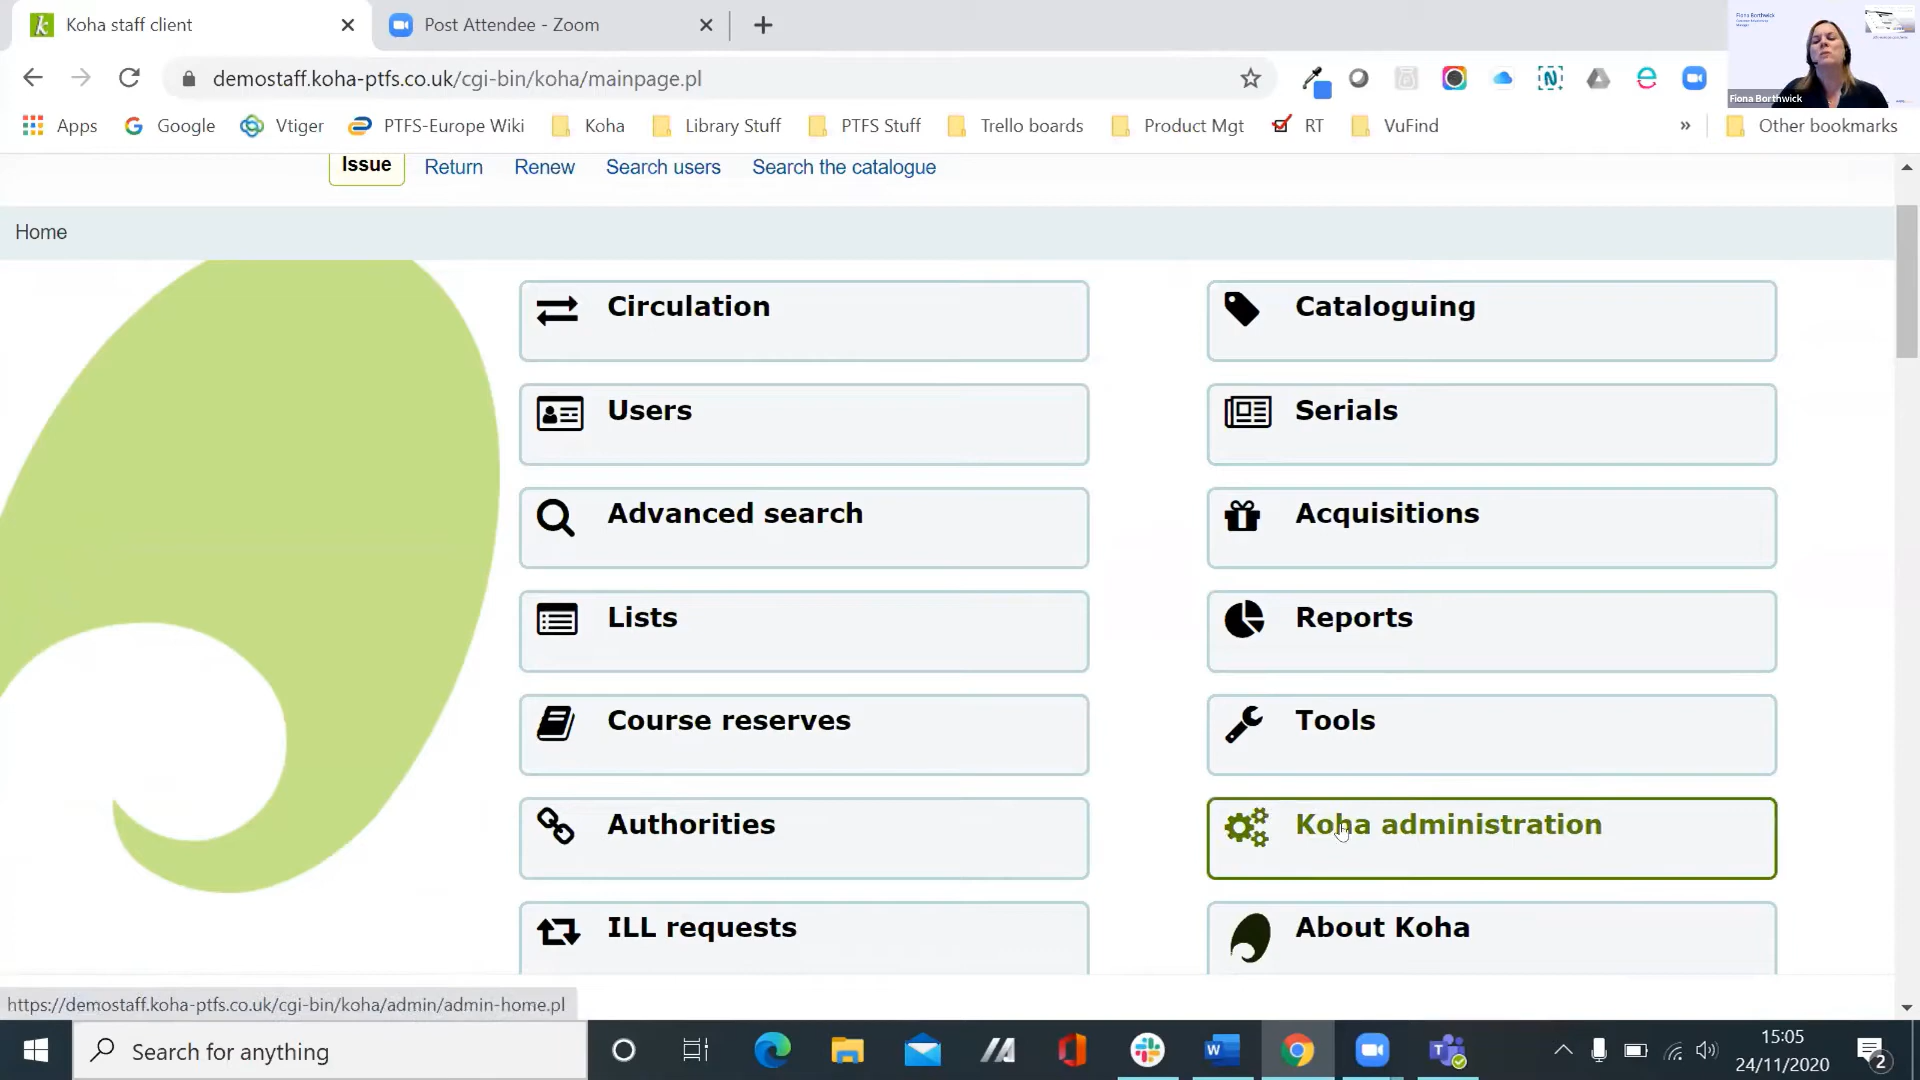 Koha staff client
Post Attendee - Zoom
demostaff.koha-ptfs.co.uk/cgi-bin/koha/mainpage.pl
Fiona Borthwick
Fiona Borthwick
Apps
Google
Vtiger
PTFS-Europe Wiki
Koha
Library Stuff
PTFS Stuff
Trello boards
Product Mgt
RT
VuFind
»
Other bookmarks
Issue
Return
Renew
Search users
Search the catalogue
Home
Circulation
Cataloguing
Users
Serials
Advanced search
Acquisitions
Lists
Reports
Course reserves
Tools
Authorities
Koha administration
ILL requests
About Koha
https://demostaff.koha-ptfs.co.uk/cgi-bin/koha/admin/admin-home.pl
Search for anything
15:05
24/11/2020
2